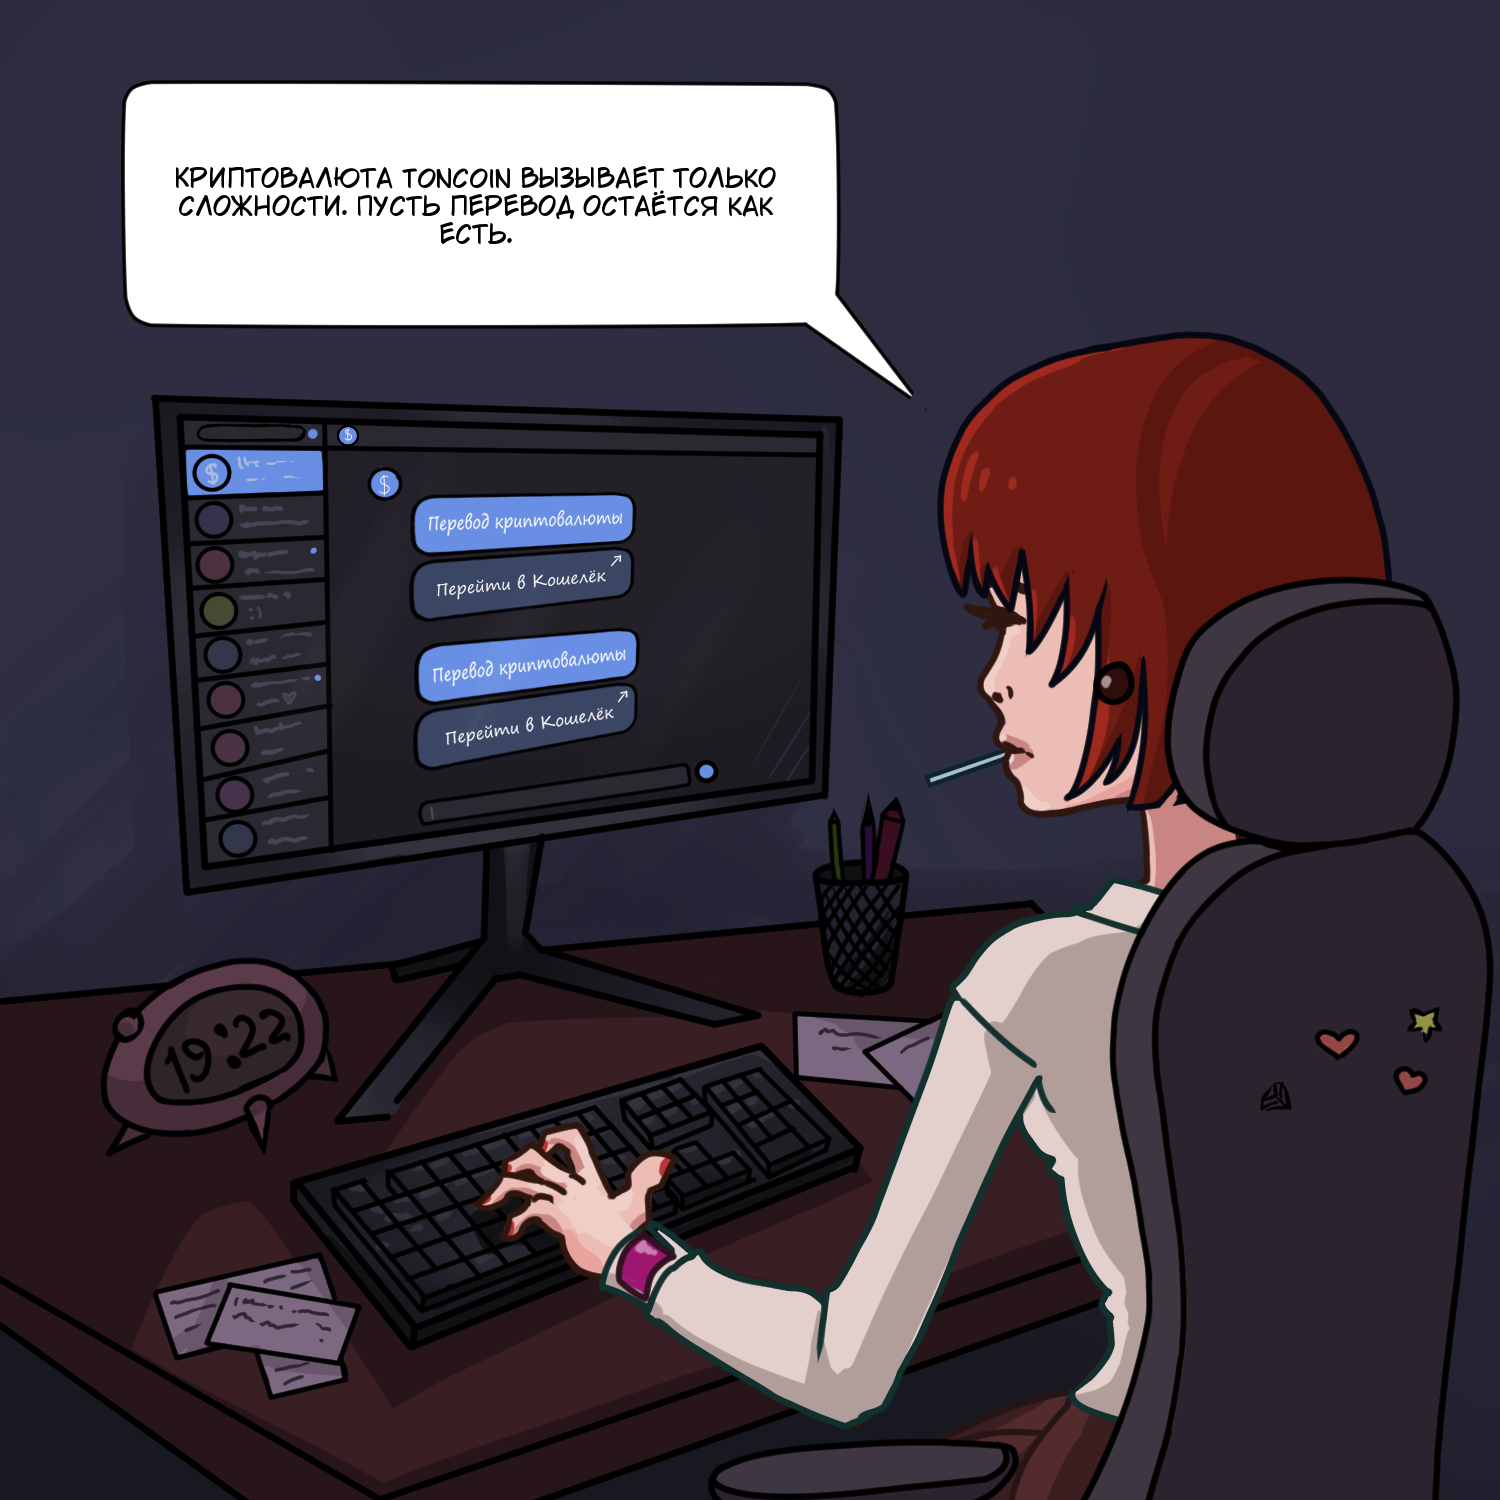 КРИПТОВАЛЮТА TONCOIN ВЫЗЫВАЕТ ТОЛЬКО
СЛОЖНОСТИ. ПУСТЬ ПЕРЕВОД ОСТАЁТСЯ КАК
ЕСТЬ.
$
$
$
Перевод криптовалюты
Перейти в Кошелёк
:)
Перевод криптовалюты
Перейти в Кошелёк
19:22